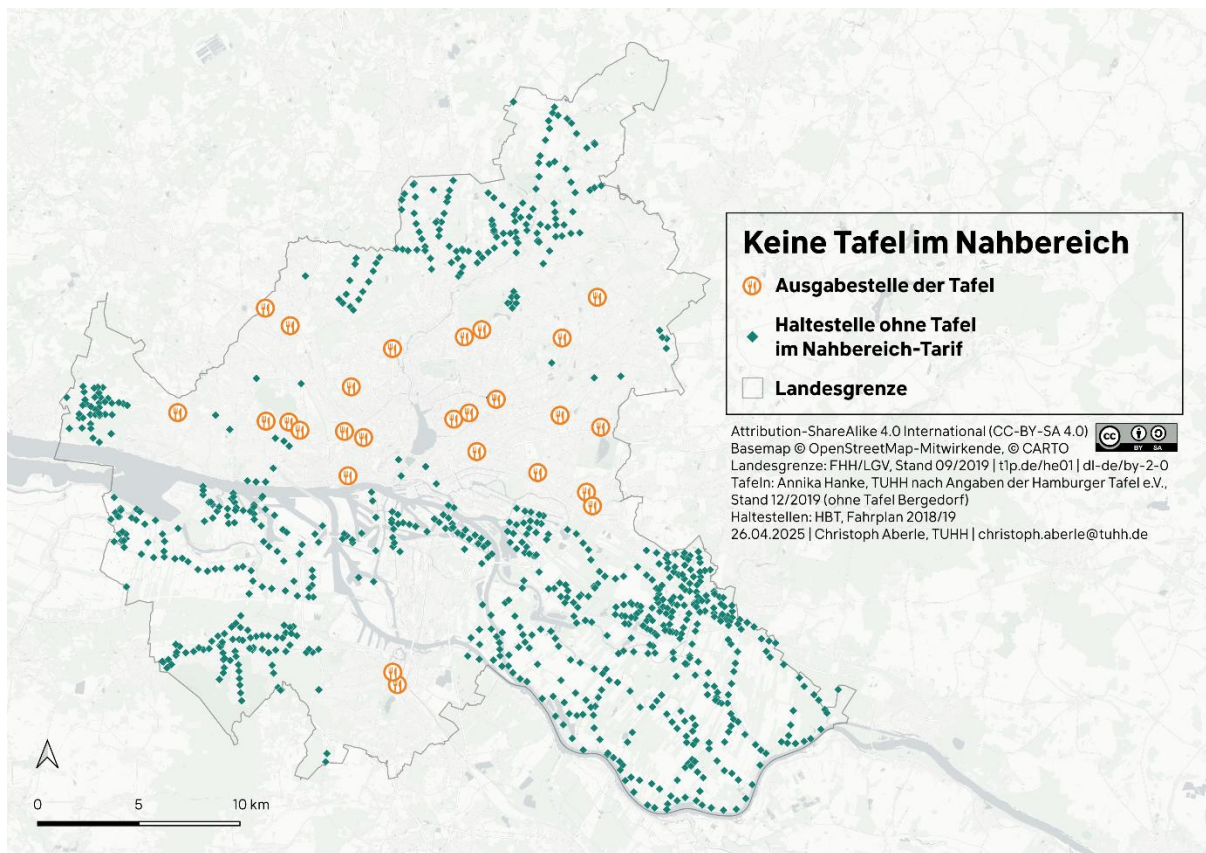 Keine Tafel im Nahbereich
Ausgabestelle der Tafel
Haltestelle ohne Tafel
im Nahbereich-Tarif
Landesgrenze
Attribution-ShareAlike 4.0 International (CC-BY-SA 4.0)
cc BY SA
Basemap © OpenStreetMap-Mitwirkende, © CARTO
Landesgrenze: FHH/LGV, Stand 09/2019 | t1p.de/he01 | dl-de/by-2-0
Tafeln: Annika Hanke, TUHH nach Angaben der Hamburger Tafel e.V.,
Stand 12/2019 (ohne Tafel Bergedorf)
Haltestellen: HBT, Fahrplan 2018/19
26.04.2025 | Christoph Aberle, TUHH | christoph.aberle@tuhh.de
0 5 10 km